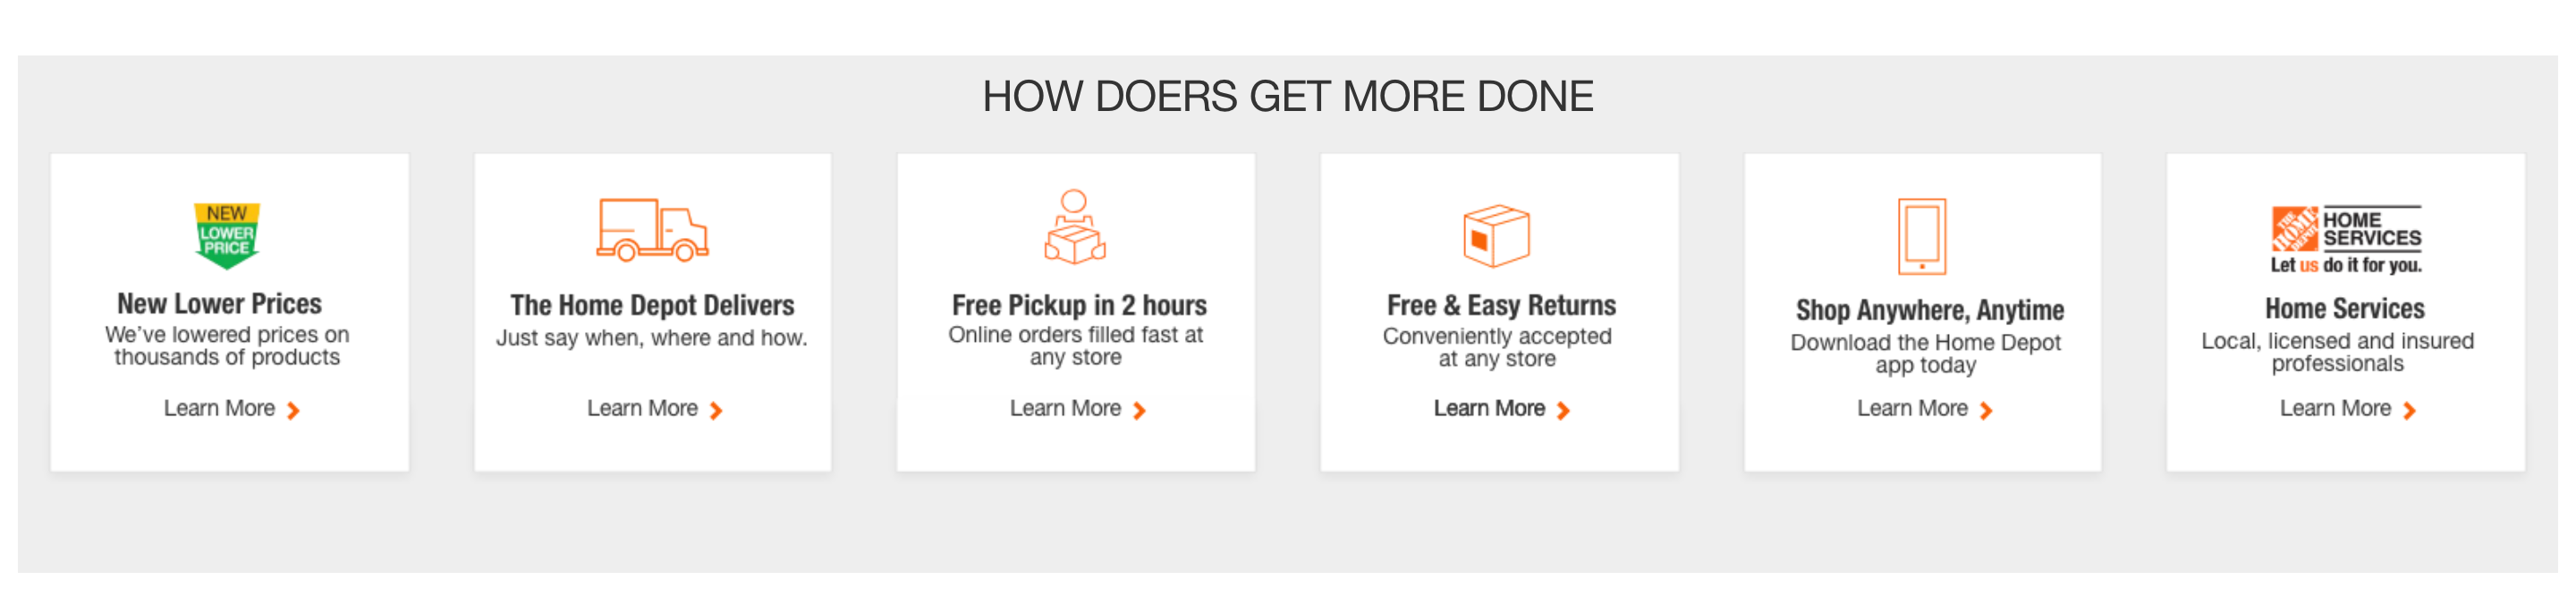 HOW DOERS GET MORE DONE
NEW
LOWER
PRICE
New Lower Prices
We’ve lowered prices on
thousands of products
Learn More
The Home Depot Delivers
Just say when, where and how.
Learn More
Free Pickup in 2 hours
Online orders filled fast at
any store
Learn More
Free & Easy Returns
Conveniently accepted
at any store
Learn More
Shop Anywhere, Anytime
Download the Home Depot
app today
Learn More
THE
HOME
DEPOT
HOME
SERVICES
Let us do it for you.
Home Services
Local, licensed and insured
professionals
Learn More